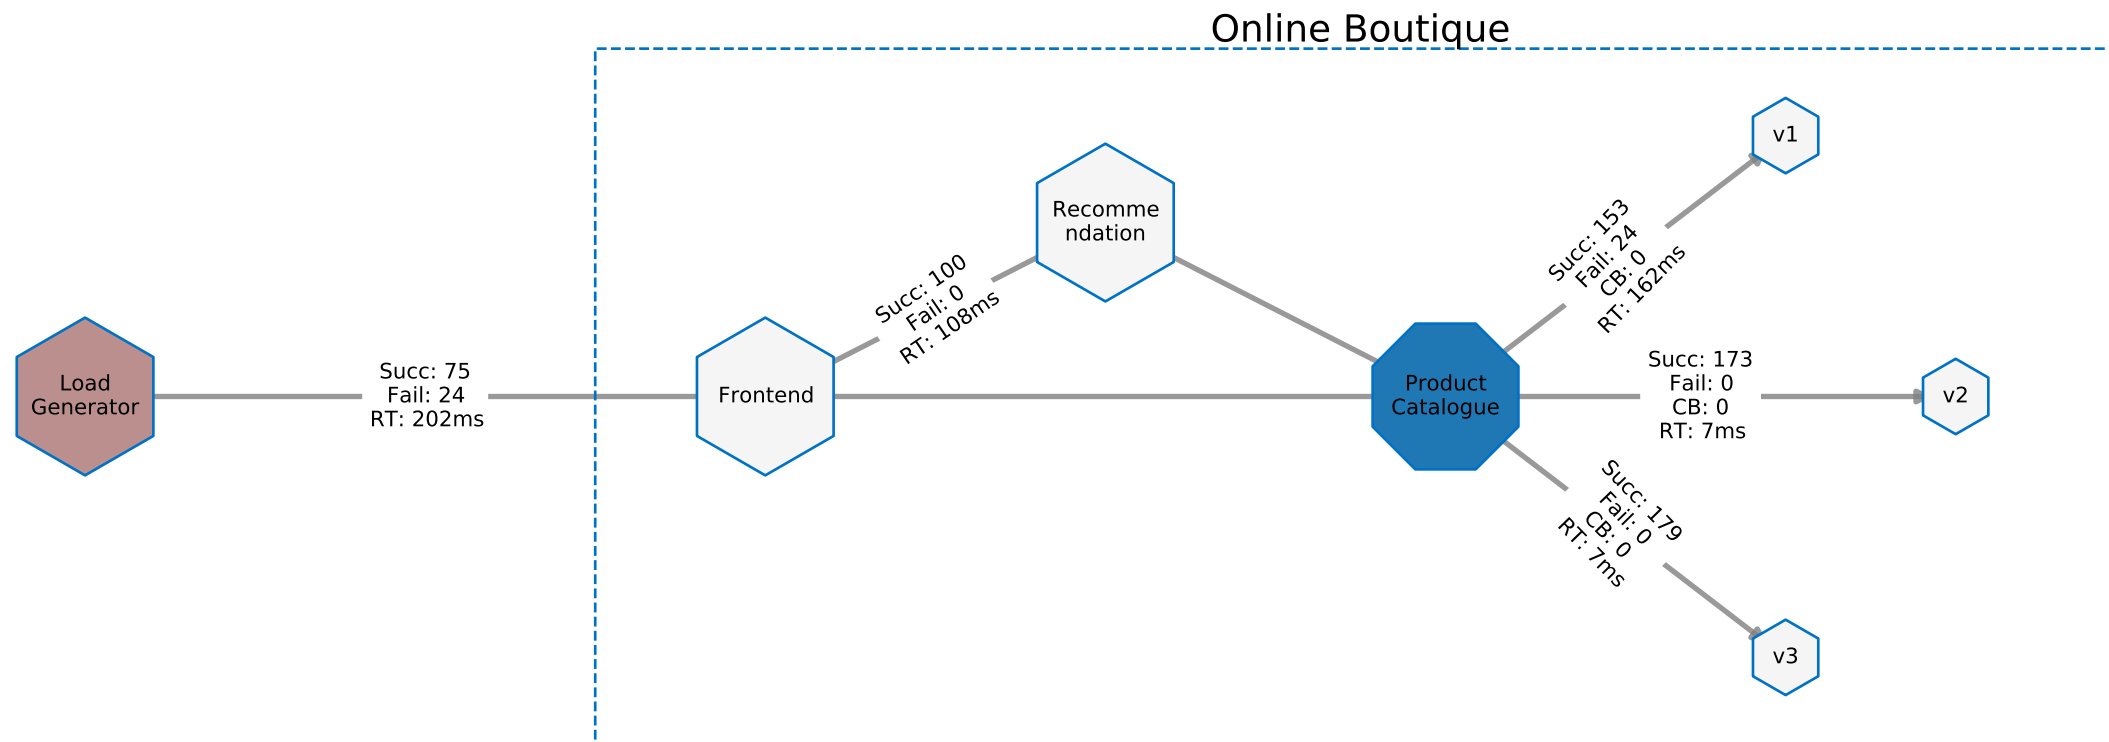 Online Boutique
Load
Generator
Succ: 75
Fail: 24
RT: 202ms
Frontend
Succ: 100
Fail: 0
RT: 108ms
Recomme
ndation
Product
Catalogue
Succ: 153
Fail: 24
CB: 0
RT: 162ms
v1
Succ: 173
Fail: 0
CB: 0
RT: 7ms
v2
Succ: 179
Fail: 0
CB: 0
RT: 7ms
v3